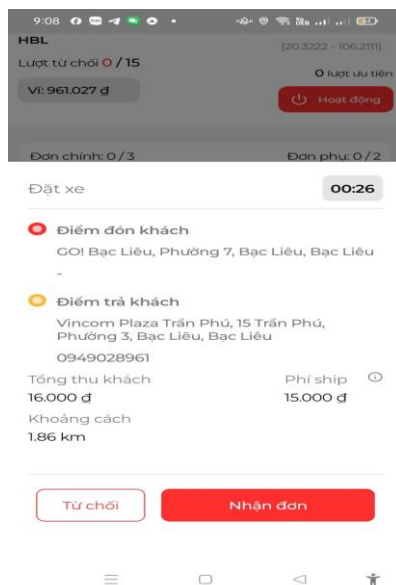 9:08
HBL
[20.3222 - 106.2111]
Lượt từ chối 0 / 15
0 lượt ưu tiên
Ví: 961.027 ₫
Hoạt động
Đơn chính: 0 / 3
Đơn phụ: 0 / 2
Đặt xe
00:26
Điểm đón khách
GO! Bạc Liêu, Phường 7, Bạc Liêu, Bạc Liêu
-
Điểm trả khách
Vincom Plaza Trần Phú, 15 Trần Phú,
Phường 3, Bạc Liêu, Bạc Liêu
0949028961
Tổng thu khách
Phí ship
16.000 ₫
15.000 ₫
Khoảng cách
1.86 km
Từ chối
Nhận đơn